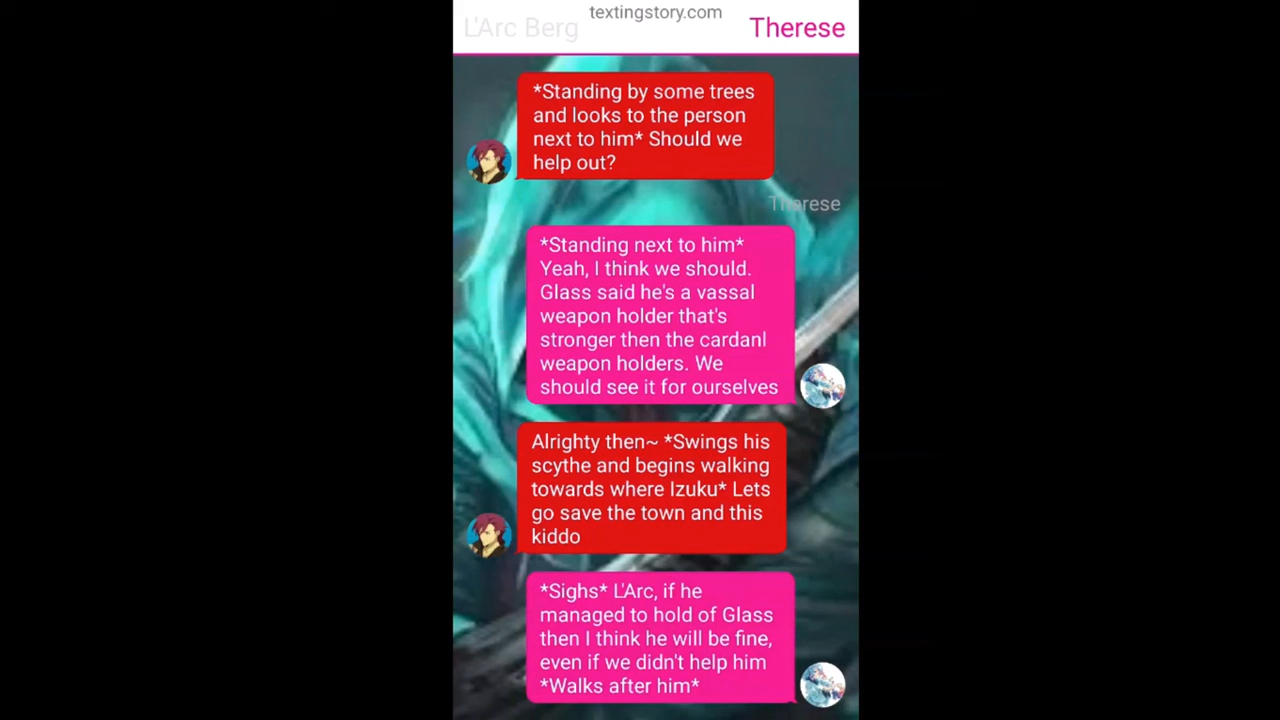 textingstory.com
L'Arc Berg
Therese
*Standing by some trees
and looks to the person
next to him* Should we
help out?
Therese
*Standing next to him*
Yeah, I think we should.
Glass said he's a vassal
weapon holder that's
stronger then the cardanl
weapon holders. We
should see it for ourselves
Alrighty then~ *Swings his
scythe and begins walking
towards where Izuku* Lets
go save the town and this
kiddo
*Sighs* L'Arc, if he
managed to hold of Glass
then I think he will be fine,
even if we didn't help him
*Walks after him*